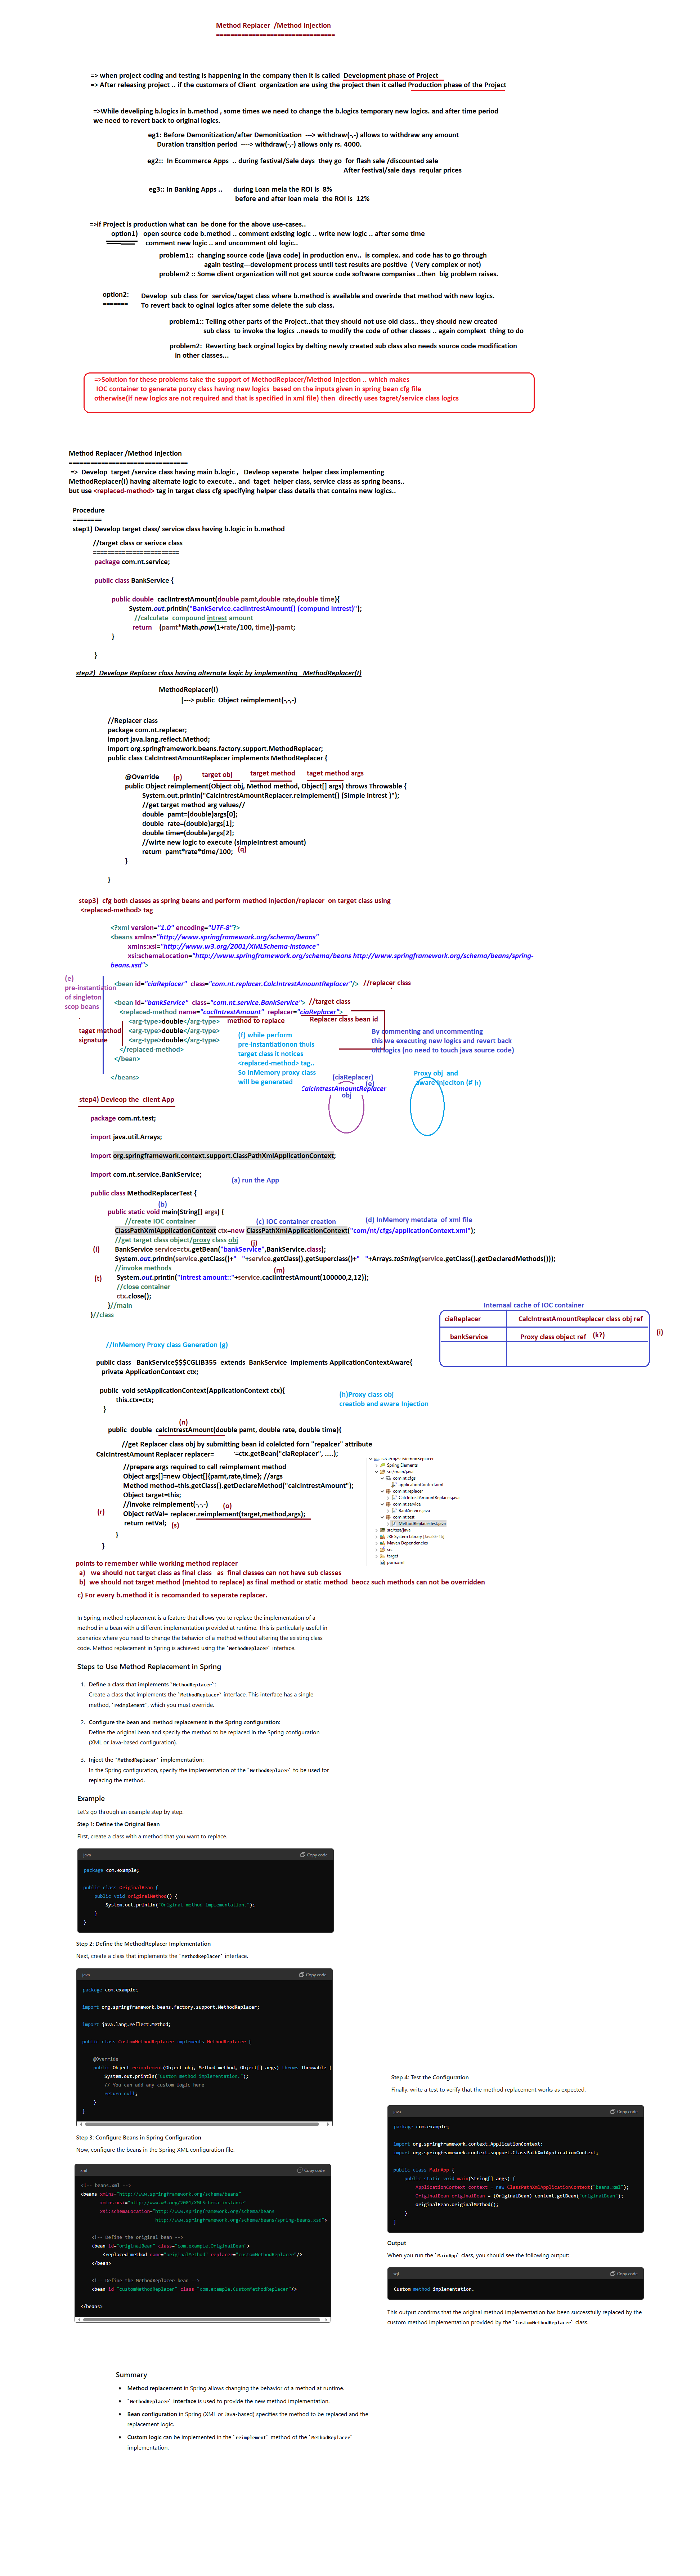 Method Replacer  /Method Injection
=================================
=> when project coding and testing is happening in the company then it is called  Development phase of Project
=> After releasing project .. if the customers of Client  organization are using the project then it called Production phase of the Project
=>While develiping b.logics in b.method , some times we need to change the b.logics temporary new logics. and after time period
we need to revert back to original logics.
eg1: Before Demonitization/after Demonitization  ---> withdraw(-,-) allows to withdraw any amount
Duration transition period  ----> withdraw(-,-) allows only rs. 4000.
eg2::  In Ecommerce Apps  .. during festival/Sale days  they go  for flash sale /discounted sale
After festival/sale days  reqular prices
eg3:: In Banking Apps ..      during Loan mela the ROI is  8%
before and after loan mela  the ROI is  12%
=>if Project is production what can  be done for the above use-cases..
option1)   open source code b.method .. comment existing logic .. write new logic .. after some time
comment new logic .. and uncomment old logic..
problem1::  changing source code (java code) in production env..  is complex. and code has to go through
again testing---development process until test results are positive  ( Very complex or not)
problem2 :: Some client organization will not get source code software companies ..then  big problem raises.
option2:
=======
Develop  sub class for  service/taget class where b.method is available and overirde that method with new logics.
To revert back to oginal logics after some delete the sub class.
problem1:: Telling other parts of the Project..that they should not use old class.. they should new created
sub class  to invoke the logics ..needs to modify the code of other classes .. again complext  thing to do
problem2:  Reverting back orginal logics by delting newly created sub class also needs source code modification
in other classes...
=>Solution for these problems take the support of MethodReplacer/Method Injection .. which makes
IOC container to generate porxy class having new logics  based on the inputs given in spring bean cfg file
otherwise(if new logics are not required and that is specified in xml file) then  directly uses tagret/service class logics
Method Replacer /Method Injection
=================================
=>  Develop  target /service class having main b.logic ,   Devleop seperate  helper class implementing
MethodReplacer(I) having alternate logic to execute.. and  taget  helper class, service class as spring beans..
but use <replaced-method> tag in target class cfg specifying helper class details that contains new logics..
Procedure
========
step1) Develop target class/ service class having b.logic in b.method
//target class or serivce class
========================
package com.nt.service;
public class BankService {
public double  caclIntrestAmount(double pamt,double rate,double time){
System.out.println("BankService.caclIntrestAmount() (compund Intrest)");
//calculate  compound intrest amount
return    (pamt*Math.pow(1+rate/100, time))-pamt;
}
}
step2)  Develope Replacer class having alternate logic by implementing   MethodReplacer(I)
MethodReplacer(I)
|---> public  Object reimplement(-,-,-)
//Replacer class
package com.nt.replacer;
import java.lang.reflect.Method;
import org.springframework.beans.factory.support.MethodReplacer;
public class CalcIntrestAmountReplacer implements MethodReplacer {
@Override    (p)    target obj    target method    taget method args
public Object reimplement(Object obj, Method method, Object[] args) throws Throwable {
System.out.println("CalcIntrestAmountReplacer.reimplement() (Simple intrest )");
//get target method arg values//
double  pamt=(double)args[0];
double  rate=(double)args[1];
double time=(double)args[2];
//wirte new logic to execute (simpleIntrest amount)
return  pamt*rate*time/100;  (q)
}
}
step3)  cfg both classes as spring beans and perform method injection/replacer  on target class using
<replaced-method> tag
<?xml version="1.0" encoding="UTF-8"?>
<beans xmlns="http://www.springframework.org/schema/beans"
xmlns:xsi="http://www.w3.org/2001/XMLSchema-instance"
xsi:schemaLocation="http://www.springframework.org/schema/beans http://www.springframework.org/schema/beans/spring-
beans.xsd">
(e)
pre-instantiation
of singleton
scop beans
<bean id="ciaReplacer"  class="com.nt.replacer.CalcIntrestAmountReplacer"/>  //replacer clsss
<bean id="bankService"  class="com.nt.service.BankService">  //target class
<replaced-method name="caclIntrestAmount"  replacer="ciaReplacer">
<arg-type>double</arg-type>    method to replace    Replacer class bean id
<arg-type>double</arg-type>
<arg-type>double</arg-type>
</replaced-method>
</bean>
</beans>
taget method
signature
(f) while perform
pre-instantiationon thuis
target class it notices
<replaced-method> tag..
So InMemory proxy class
will be generated
By commenting and uncommenting
this we executing new logics and revert back
old logics (no need to touch java source code)
(ciaReplacer)
(e)
CalcIntrestAmountReplacer
obj
Proxy obj  and
aware Injeciton (# h)
step4) Devleop the  client App
package com.nt.test;
import java.util.Arrays;
import org.springframework.context.support.ClassPathXmlApplicationContext;
import com.nt.service.BankService;
(a) run the App
public class MethodReplacerTest {
(b)
public static void main(String[] args) {
//create IOC container    (c) IOC container creation    (d) InMemory metdata  of xml file
ClassPathXmlApplicationContext ctx=new ClassPathXmlApplicationContext("com/nt/cfgs/applicationContext.xml");
//get target class object/proxy class obj    (j)
(l)    BankService service=ctx.getBean("bankService",BankService.class);
System.out.println(service.getClass()+"   "+service.getClass().getSuperclass()+"   "+Arrays.toString(service.getClass().getDeclaredMethods()));
//invoke methods    (m)
(t)    System.out.println("Intrest amount::"+service.caclIntrestAmount(100000,2,12));
//close container
ctx.close();
}//main
}//class
Internaal cache of IOC container
ciaReplacer    CalcIntrestAmountReplacer class obj ref
bankService    Proxy class object ref    (k?)    (i)
//InMemory Proxy class Generation (g)
public class   BankService$$$CGLIB355  extends  BankService  implements ApplicationContextAware{
private ApplicationContext ctx;
public  void setApplicationContext(ApplicationContext ctx){
this.ctx=ctx;
}
(h)Proxy class obj
creatiob and aware Injection
(n)
public  double  calcIntrestAmount(double pamt, double rate, double time){
//get Replacer class obj by submitting bean id colelcted forn "repalcer" attribute
CalcIntrestAmount Replacer replacer=    =ctx.getBean("ciaReplacer", ....);
//prepare args required to call reimplement method
Object args[]=new Object[]{pamt,rate,time}; //args
Method method=this.getClass().getDeclareMethod("calcIntrestAmount");
Object target=this;
//invoke reimplement(-,-,-)    (o)
(r)    Object retVal= replacer.reimplement(target,method,args);
return retVal;    (s)
}
}
Spring Elements
src/main/java
com.nt.cfgs
applicationContext.xml
com.nt.replacer
CalcIntrestAmountReplacer.java
com.nt.service
BankService.java
com.nt.test
MethodReplacerTest.java
src/test/java
JRE System Library [JavaSE-16]
Maven Dependencies
src
target
pom.xml
points to remember while working method replacer
a)   we should not target class as final class   as  final classes can not have sub classes
b)  we should not target method (mehtod to replace) as final method or static method  beocz such methods can not be overridden
c) For every b.method it is recomanded to seperate replacer.
In Spring, method replacement is a feature that allows you to replace the implementation of a
method in a bean with a different implementation provided at runtime. This is particularly useful in
scenarios where you need to change the behavior of a method without altering the existing class
code. Method replacement in Spring is achieved using the `MethodReplacer` interface.
Steps to Use Method Replacement in Spring
1. Define a class that implements `MethodReplacer`:
Create a class that implements the `MethodReplacer` interface. This interface has a single
method, `reimplement`, which you must override.
2. Configure the bean and method replacement in the Spring configuration:
Define the original bean and specify the method to be replaced in the Spring configuration
(XML or Java-based configuration).
3. Inject the `MethodReplacer` implementation:
In the Spring configuration, specify the implementation of the `MethodReplacer` to be used for
replacing the method.
Example
Let's go through an example step by step.
Step 1: Define the Original Bean
First, create a class with a method that you want to replace.
java    Copy code
package com.example;
public class OriginalBean {
public void originalMethod() {
System.out.println("Original method implementation.");
}
}
Step 2: Define the MethodReplacer Implementation
Next, create a class that implements the `MethodReplacer` interface.
java    Copy code
package com.example;
import org.springframework.beans.factory.support.MethodReplacer;
import java.lang.reflect.Method;
public class CustomMethodReplacer implements MethodReplacer {
@Override
public Object reimplement(Object obj, Method method, Object[] args) throws Throwable {
System.out.println("Custom method implementation.");
// You can add any custom logic here
return null;
}
}
Step 3: Configure Beans in Spring Configuration
Now, configure the beans in the Spring XML configuration file.
xml    Copy code
<!-- beans.xml -->
<beans xmlns="http://www.springframework.org/schema/beans"
xmlns:xsi="http://www.w3.org/2001/XMLSchema-instance"
xsi:schemaLocation="http://www.springframework.org/schema/beans
http://www.springframework.org/schema/beans/spring-beans.xsd">
<!-- Define the original bean -->
<bean id="originalBean" class="com.example.OriginalBean">
<replaced-method name="originalMethod" replacer="customMethodReplacer"/>
</bean>
<!-- Define the MethodReplacer bean -->
<bean id="customMethodReplacer" class="com.example.CustomMethodReplacer"/>
</beans>
Step 4: Test the Configuration
Finally, write a test to verify that the method replacement works as expected.
java    Copy code
package com.example;
import org.springframework.context.ApplicationContext;
import org.springframework.context.support.ClassPathXmlApplicationContext;
public class MainApp {
public static void main(String[] args) {
ApplicationContext context = new ClassPathXmlApplicationContext("beans.xml");
OriginalBean originalBean = (OriginalBean) context.getBean("originalBean");
originalBean.originalMethod();
}
}
Output
When you run the `MainApp` class, you should see the following output:
sql    Copy code
Custom method implementation.
This output confirms that the original method implementation has been successfully replaced by the
custom method implementation provided by the `CustomMethodReplacer` class.
Summary
• Method replacement in Spring allows changing the behavior of a method at runtime.
• `MethodReplacer` interface is used to provide the new method implementation.
• Bean configuration in Spring (XML or Java-based) specifies the method to be replaced and the
replacement logic.
• Custom logic can be implemented in the `reimplement` method of the `MethodReplacer`
implementation.